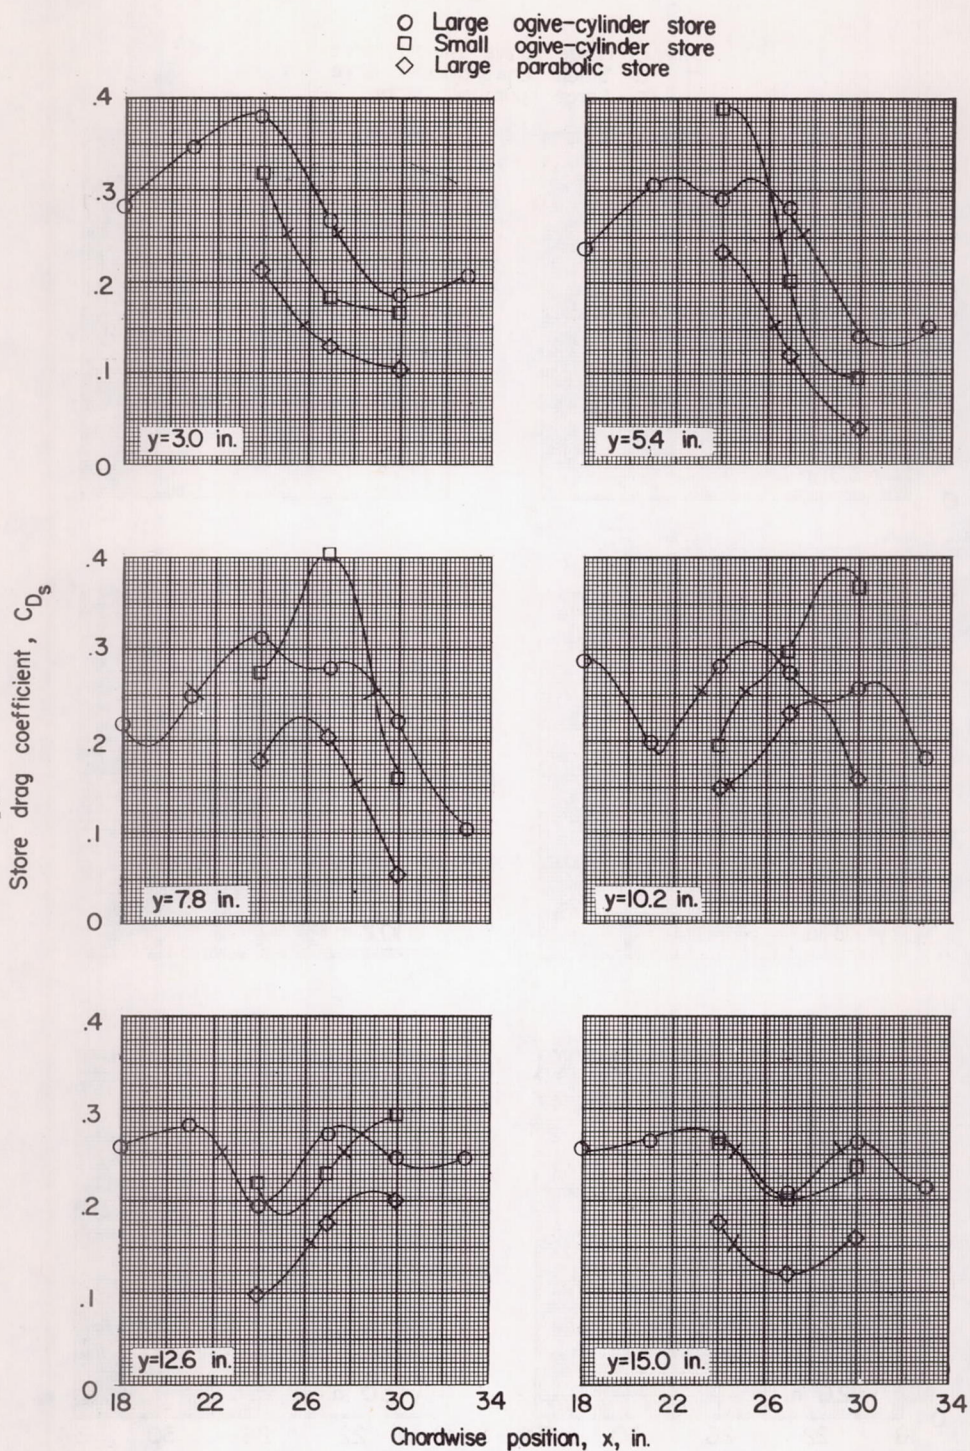 Large ogive-cylinder store
Small ogive-cylinder store
Large parabolic store
.4
.3
.2
.1
0
y=3.0 in.
y=5.4 in.
.4
.3
.2
.1
0
y=7.8 in.
y=10.2 in.
Store drag coefficient, C_Ds
.4
.3
.2
.1
0
y=12.6 in.
y=15.0 in.
18 22 26 30 34 18 22 26 30 34
Chordwise position, x, in.